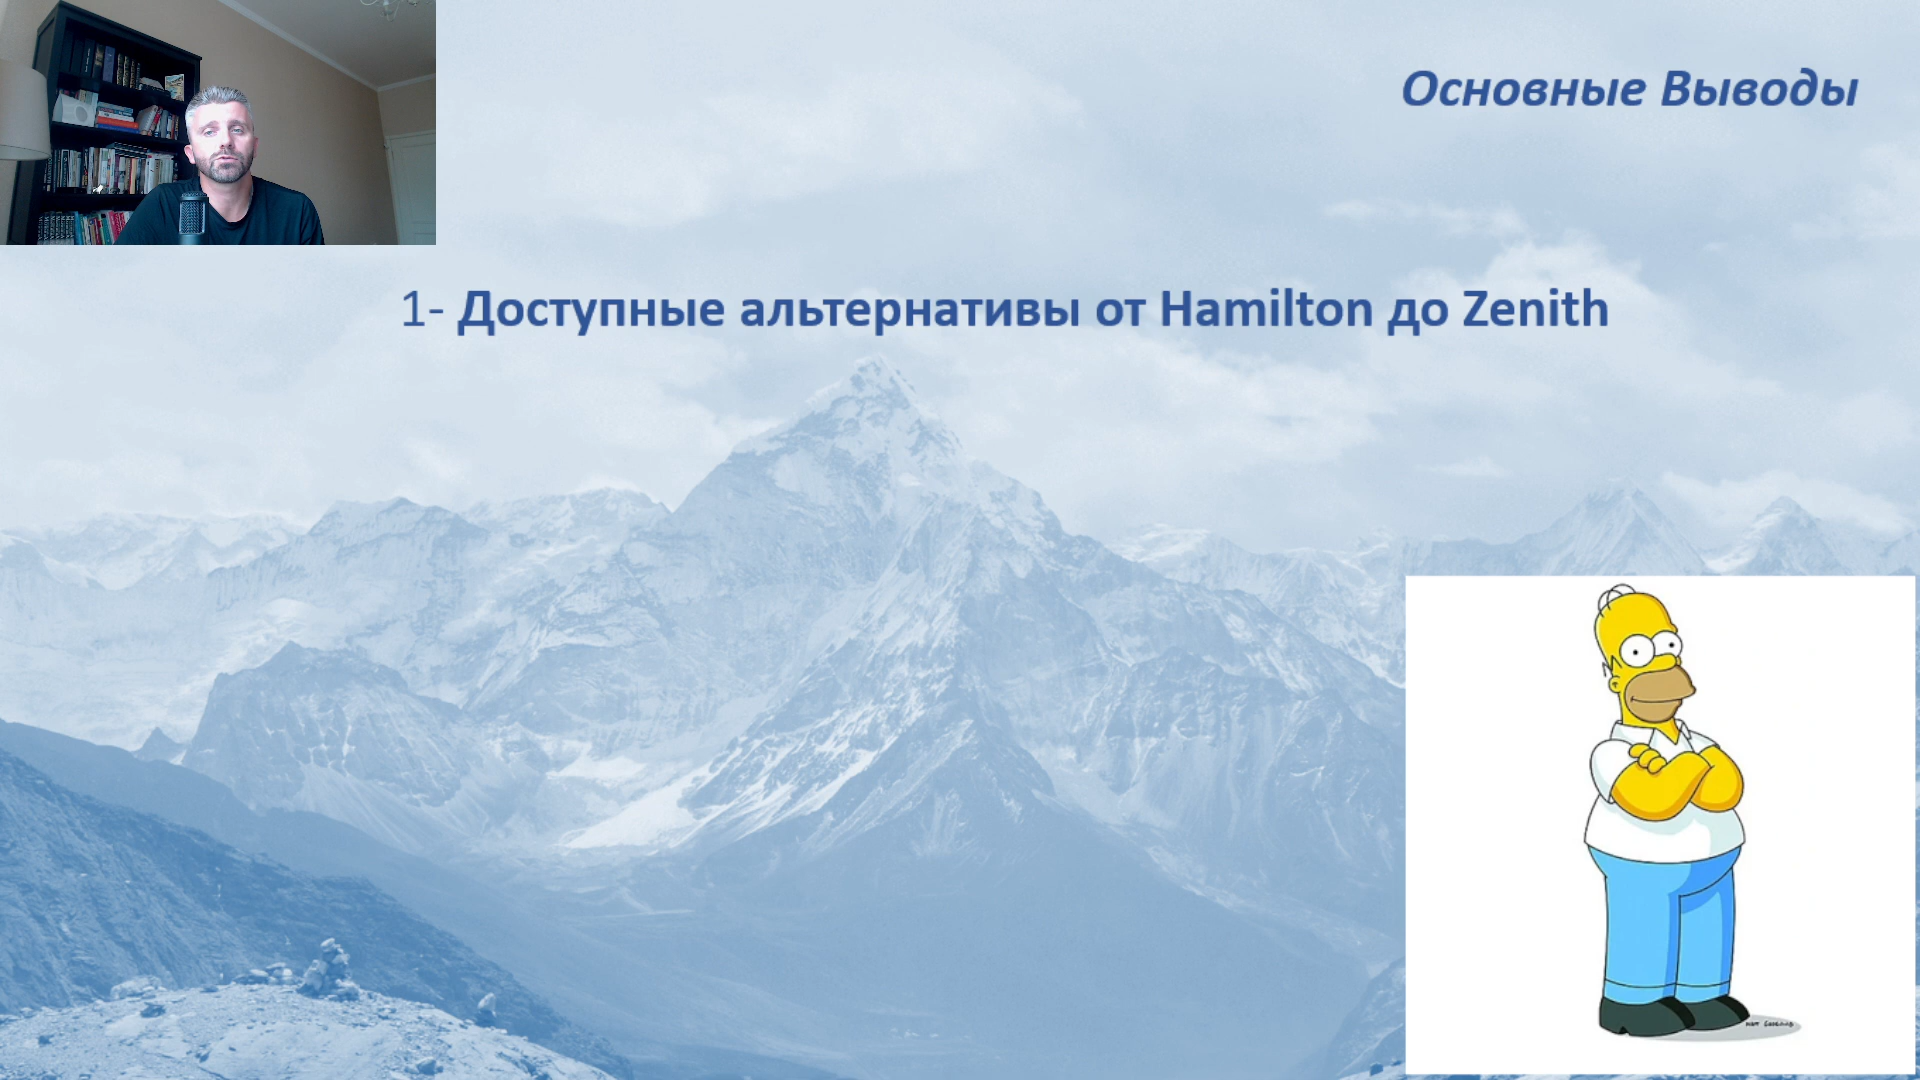 Основные Выводы
1- Доступные альтернативы от Hamilton до Zenith